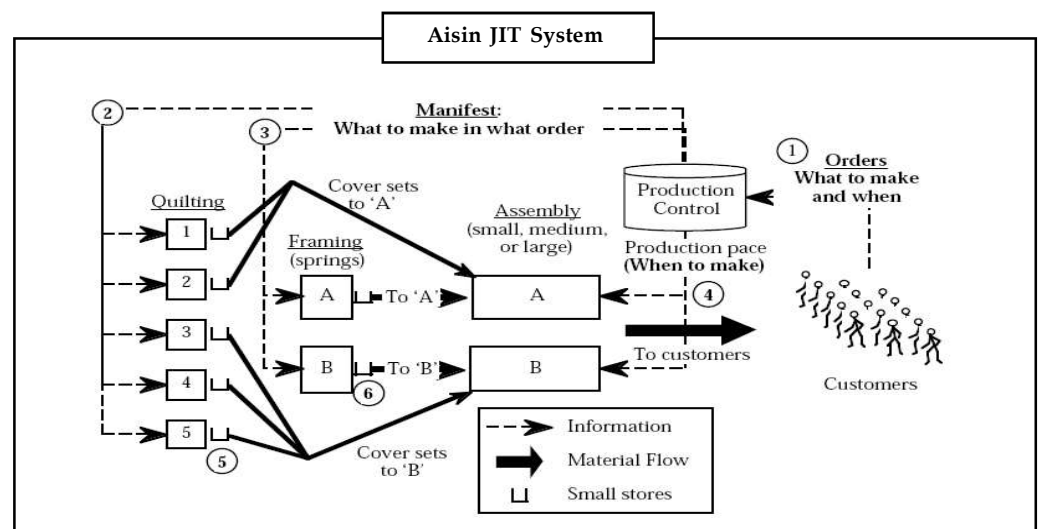 Aisin JIT System
2
Manifest:
What to make in what order
3
1
Orders
What to make
and when
Production
Control
Cover sets
to ‘A’
Quilting
1
2
3
4
5
5
Framing
(springs)
A
To ‘A’
B
To ‘B’
6
Assembly
(small, medium,
or large)
A
B
Production pace
(When to make)
4
To customers
Customers
Cover sets
to ‘B’
Information
Material Flow
Small stores